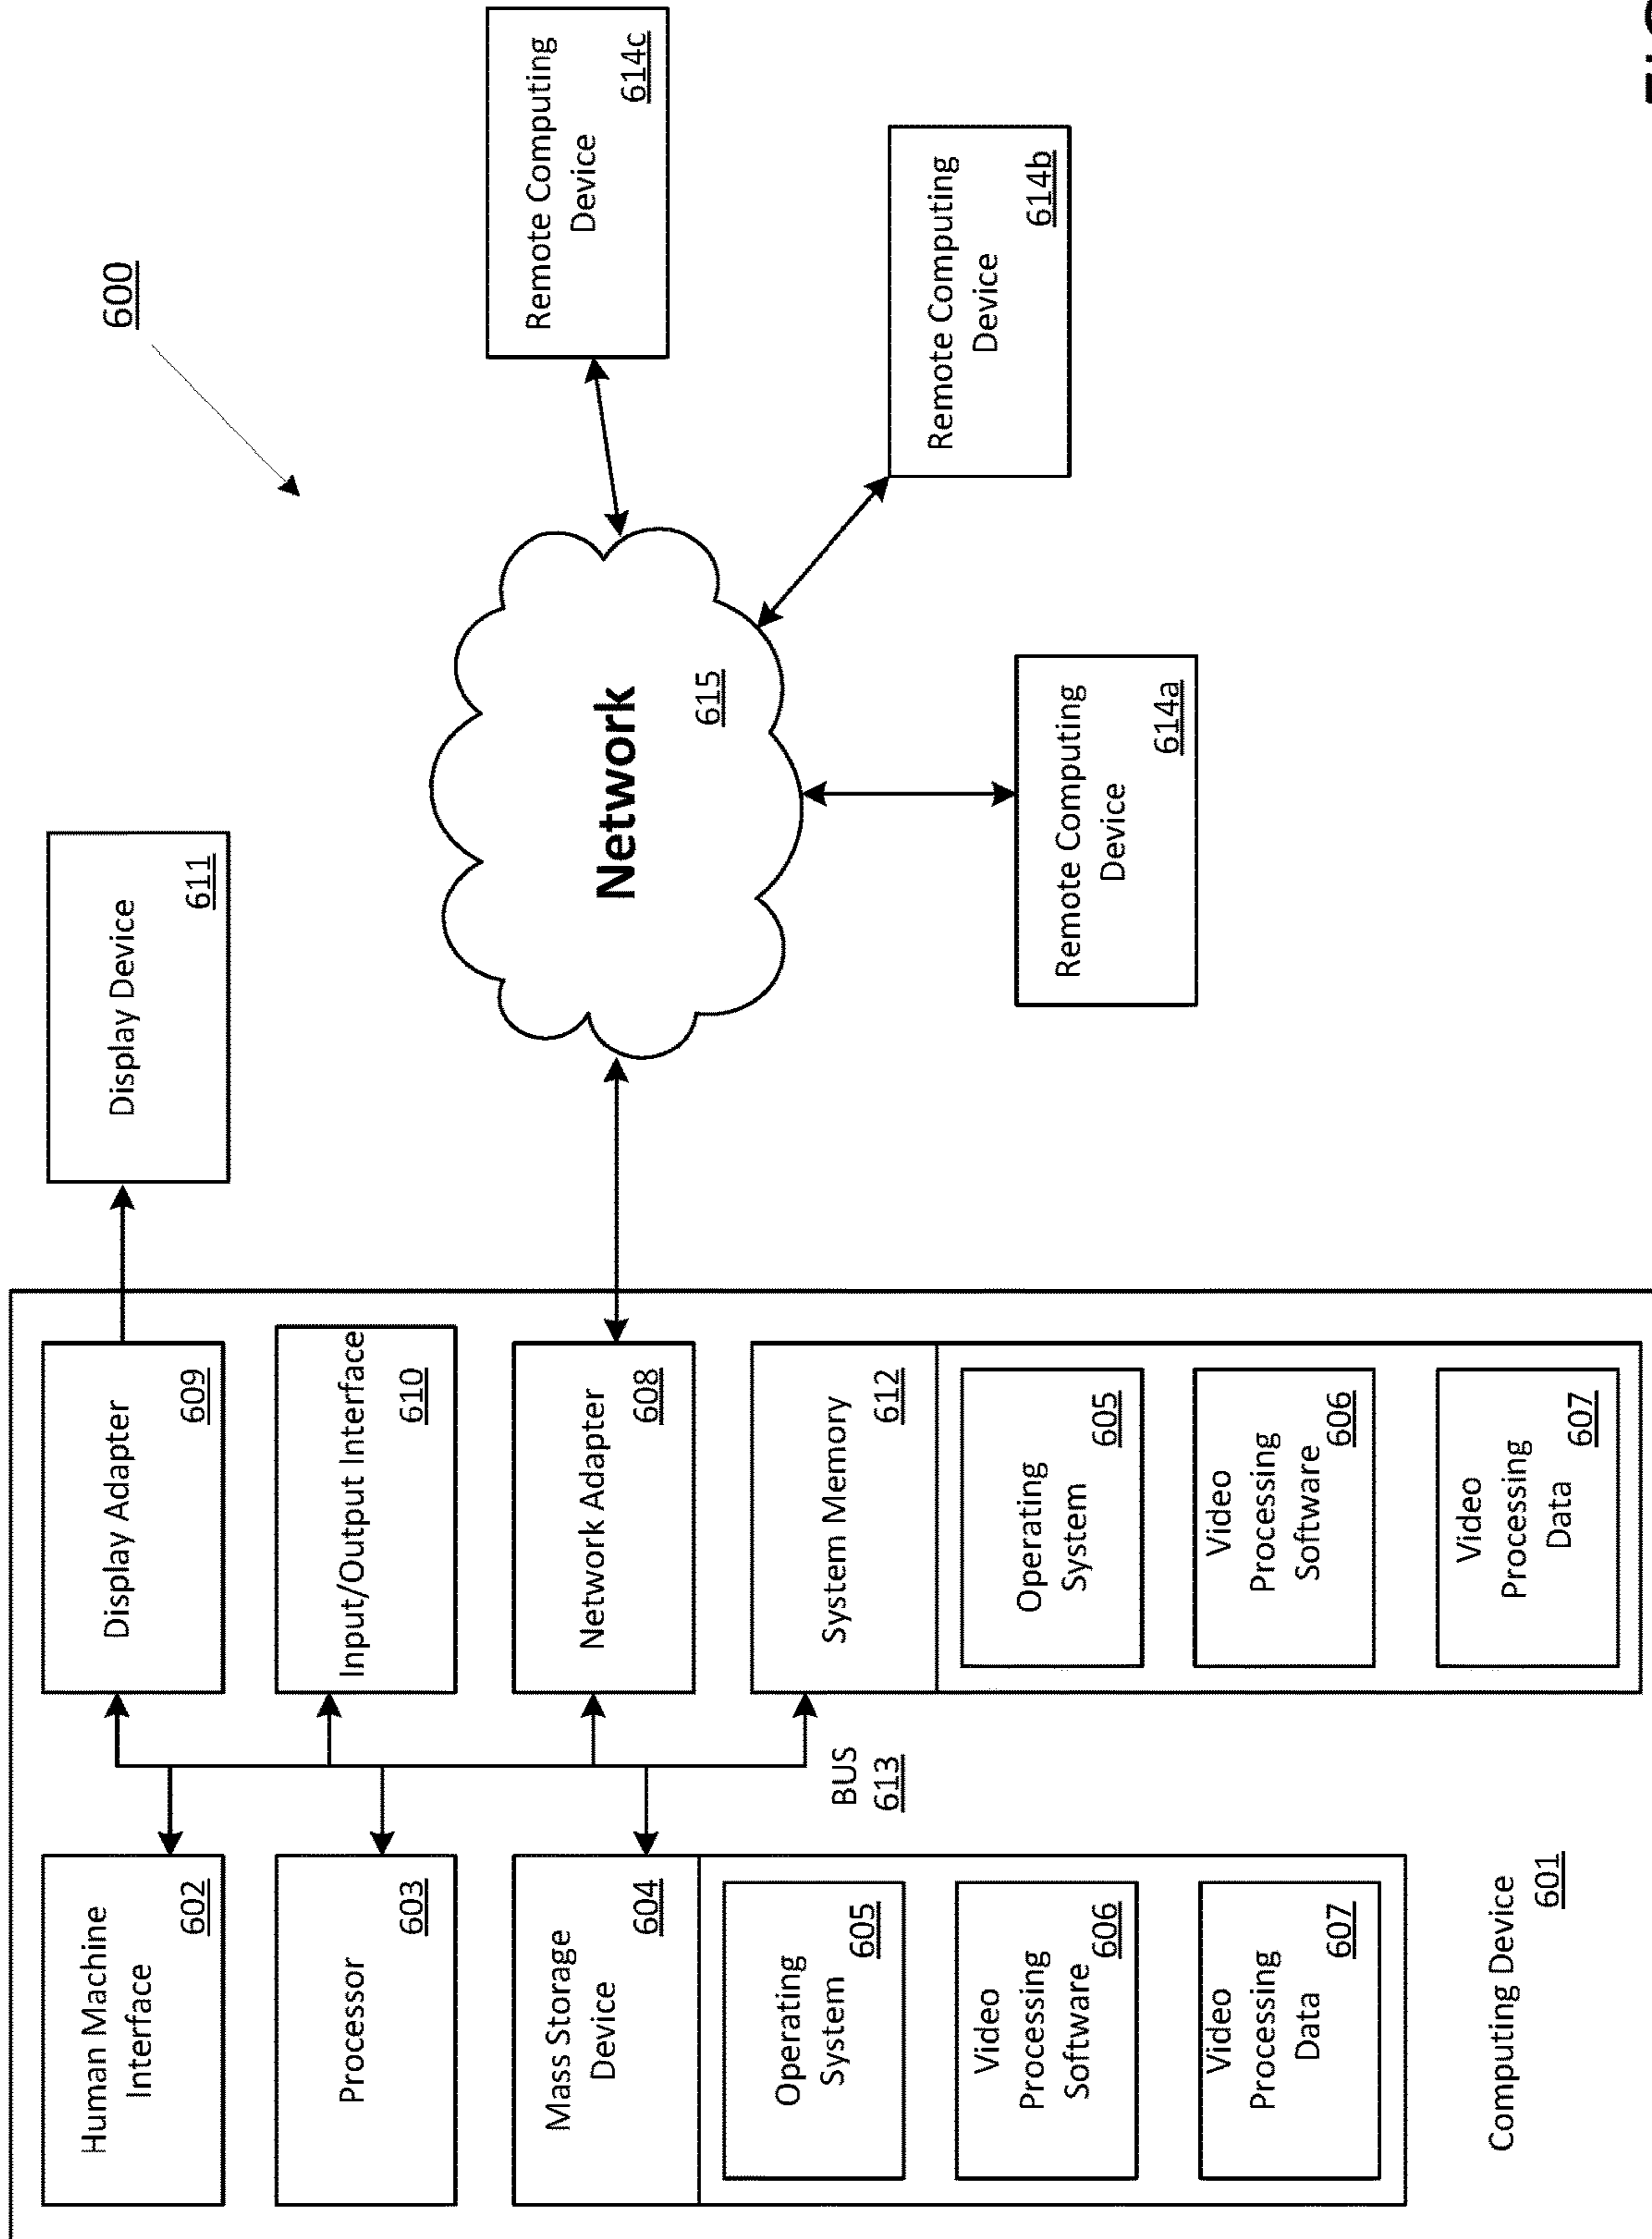 600
Human Machine
Interface
602
Processor
603
Mass Storage
Device
604
Operating
System
605
Video
Processing
Software
606
Video
Processing
Data
607
Computing Device
601
BUS
613
Display Adapter
609
Input/Output Interface
610
Network Adapter
608
System Memory
612
Operating
System
605
Video
Processing
Software
606
Video
Processing
Data
607
Display Device
611
Network
615
Remote Computing
Device
614a
Remote Computing
Device
614b
Remote Computing
Device
614c